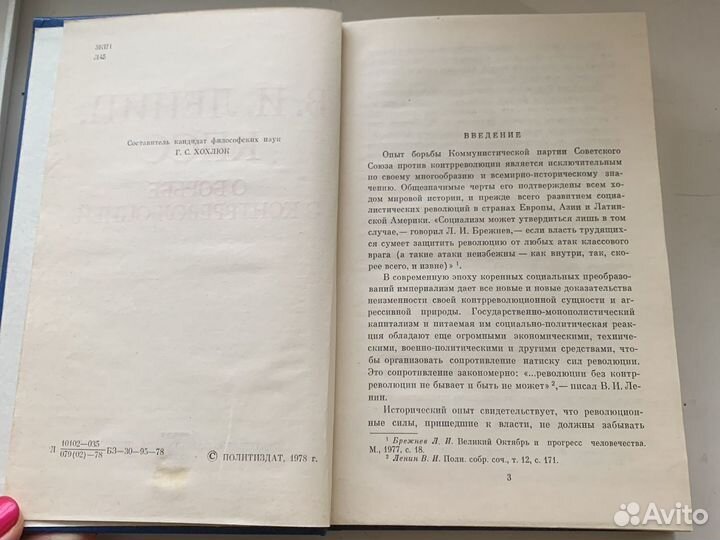 3КП1
Л45
Составитель кандидат философских наук
Г. С. ХОХЛЮК
10102—035
Л 079(02)—78 БЗ—30—95—78
© ПОЛИТИЗДАТ, 1978 г.
ВВЕДЕНИЕ
Опыт борьбы Коммунистической партии Советского
Союза против контрреволюции является исключительным
по своему многообразию и всемирно-историческому зна-
чению. Общезначимые черты его подтверждены всем хо-
дом мировой истории, и прежде всего развитием социа-
листических революций в странах Европы, Азии и Латин-
ской Америки. «Социализм может утвердиться лишь в том
случае,— говорил Л. И. Брежнев,— если власть трудящихся
сумеет защитить революцию от любых атак классового
врага (а такие атаки неизбежны — как внутри, так, ско-
рее всего, и извне)» 1.
В современную эпоху коренных социальных преобразо-
ваний империализм дает все новые и новые доказательства
неизменности своей контрреволюционной сущности и аг-
рессивной природы. Государственно-монополистический
капитализм и питаемая им социально-политическая реак-
ция обладают еще огромными экономическими, техниче-
скими, военно-политическими и другими средствами, что-
бы организовать сопротивление натиску сил революции.
Это сопротивление закономерно: «...революции без контр-
революции не бывает и быть не может» 2,— писал В. И. Ле-
нин.
Исторический опыт свидетельствует, что революцион-
ные силы, пришедшие к власти, не должны забывать
1 Брежнев Л. И. Великий Октябрь и прогресс человечества.
М., 1977, с. 18.
2 Ленин В. И. Полн. собр. соч., т. 12, с. 171.
3
Avito